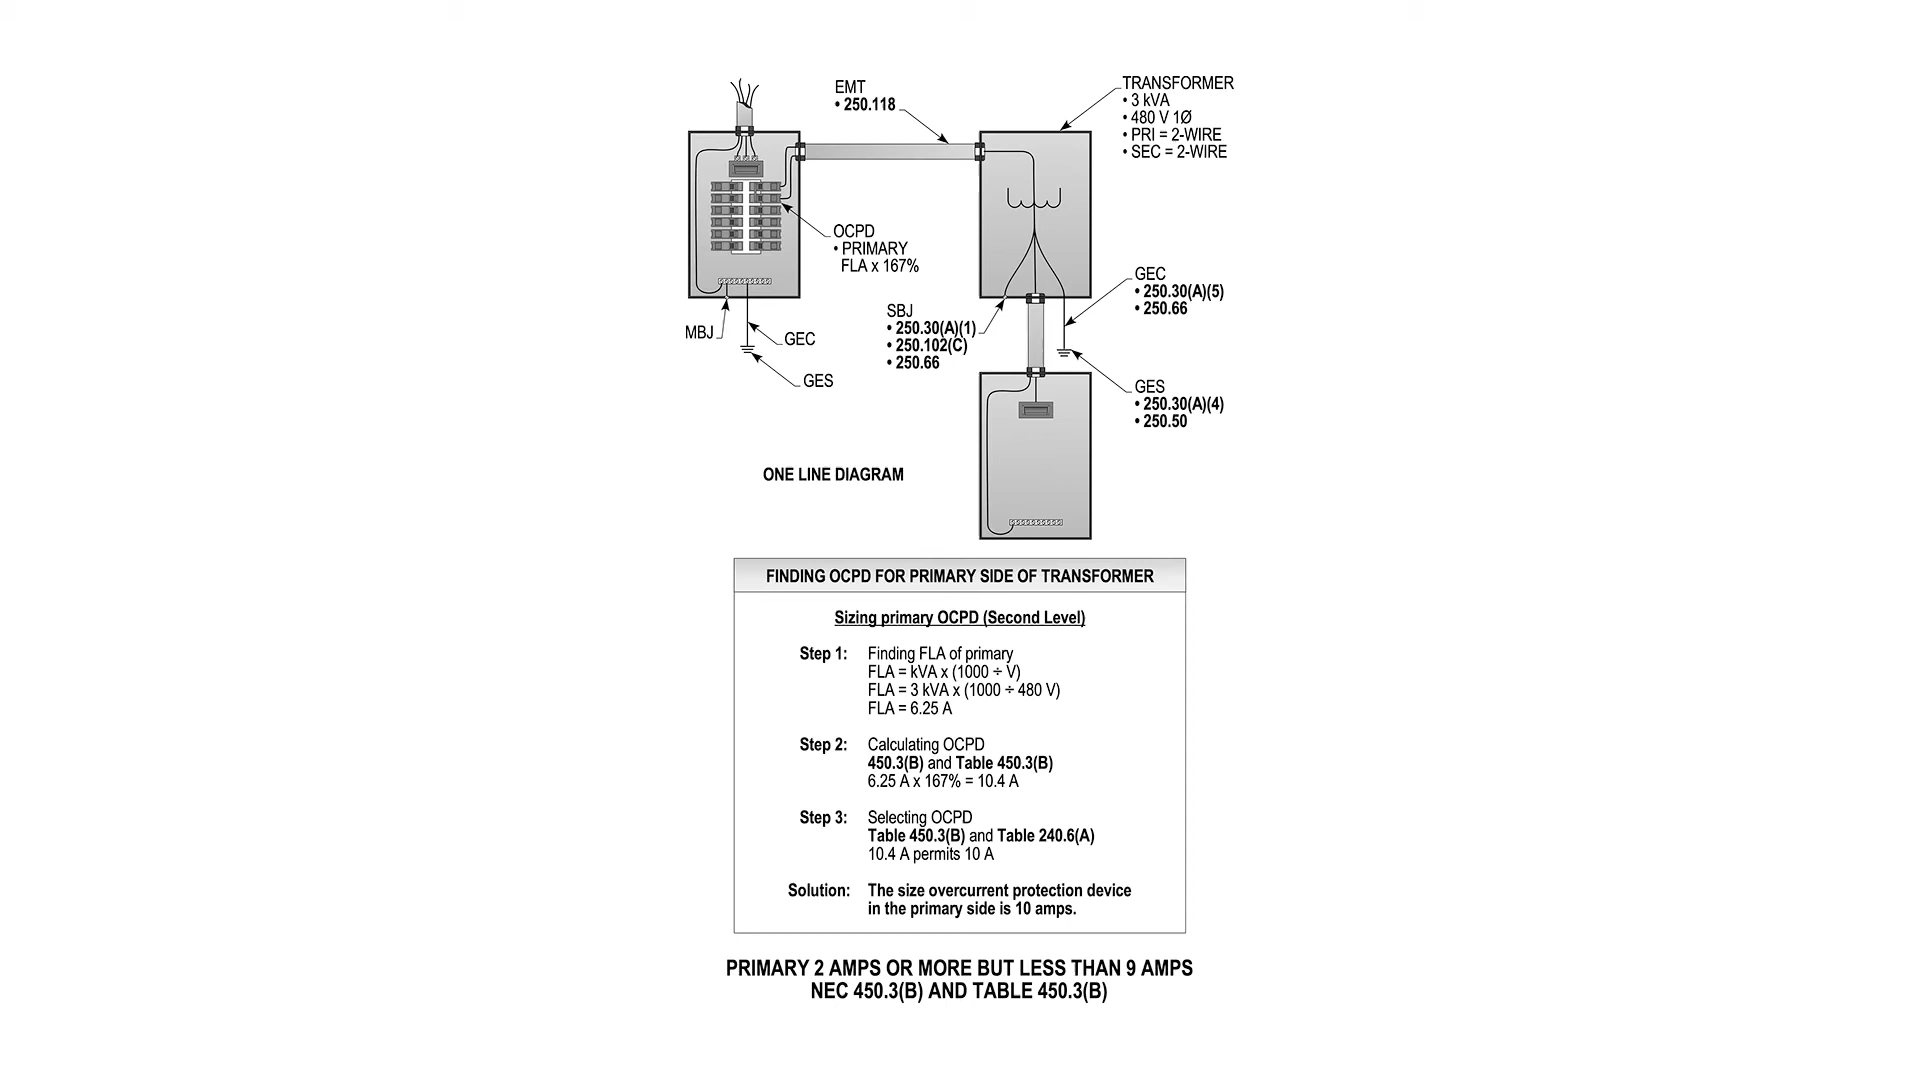 EMT
• 250.118
TRANSFORMER
• 3 kVA
• 480 V 1Ø
• PRI = 2-WIRE
• SEC = 2-WIRE
OCPD
• PRIMARY
FLA x 167%
GEC
• 250.30(A)(5)
• 250.66
SBJ
• 250.30(A)(1)
• 250.102(C)
• 250.66
MBJ
GEC
GES
GES
• 250.30(A)(4)
• 250.50
ONE LINE DIAGRAM
FINDING OCPD FOR PRIMARY SIDE OF TRANSFORMER
Sizing primary OCPD (Second Level)
Step 1: Finding FLA of primary
FLA = kVA x (1000 ÷ V)
FLA = 3 kVA x (1000 ÷ 480 V)
FLA = 6.25 A
Step 2: Calculating OCPD
450.3(B) and Table 450.3(B)
6.25 A x 167% = 10.4 A
Step 3: Selecting OCPD
Table 450.3(B) and Table 240.6(A)
10.4 A permits 10 A
Solution: The size overcurrent protection device
in the primary side is 10 amps.
PRIMARY 2 AMPS OR MORE BUT LESS THAN 9 AMPS
NEC 450.3(B) AND TABLE 450.3(B)